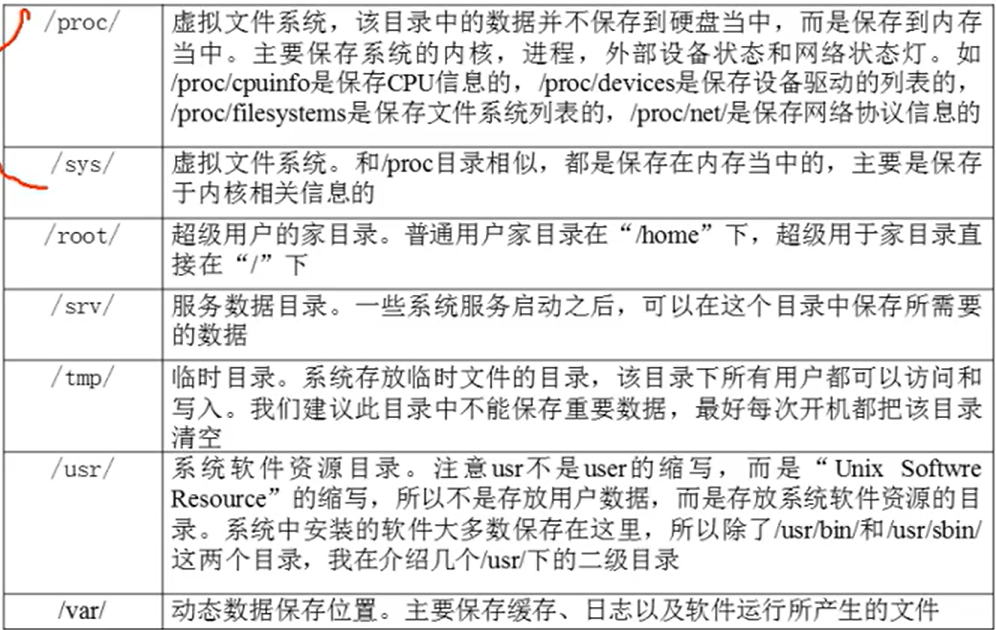 /proc/ 虚拟文件系统，该目录中的数据并不保存到硬盘当中，而是保存到内存
当中。主要保存系统的内核，进程，外部设备状态和网络状态灯。如
/proc/cpuinfo是保存CPU信息的，/proc/devices是保存设备驱动的列表的，
/proc/filesystems是保存文件系统列表的，/proc/net/是保存网络协议信息的
/sys/ 虚拟文件系统。和/proc目录相似，都是保存在内存当中的，主要是保存
于内核相关信息的
/root/ 超级用户的家目录。普通用户家目录在“/home”下，超级用于家目录直
接在“/”下
/srv/ 服务数据目录。一些系统服务启动之后，可以在这个目录中保存所需要
的数据
/tmp/ 临时目录。系统存放临时文件的目录，该目录下所有用户都可以访问和
写入。我们建议此目录中不能保存重要数据，最好每次开机都把该目录
清空
/usr/ 系统软件资源目录。注意usr不是user的缩写，而是“Unix Softwre
Resource”的缩写，所以不是存放用户数据，而是存放系统软件资源的目
录。系统中安装的软件大多数保存在这里，所以除了/usr/bin/和/usr/sbin/
这两个目录，我在介绍几个/usr/下的二级目录
/var/ 动态数据保存位置。主要保存缓存、日志以及软件运行所产生的文件